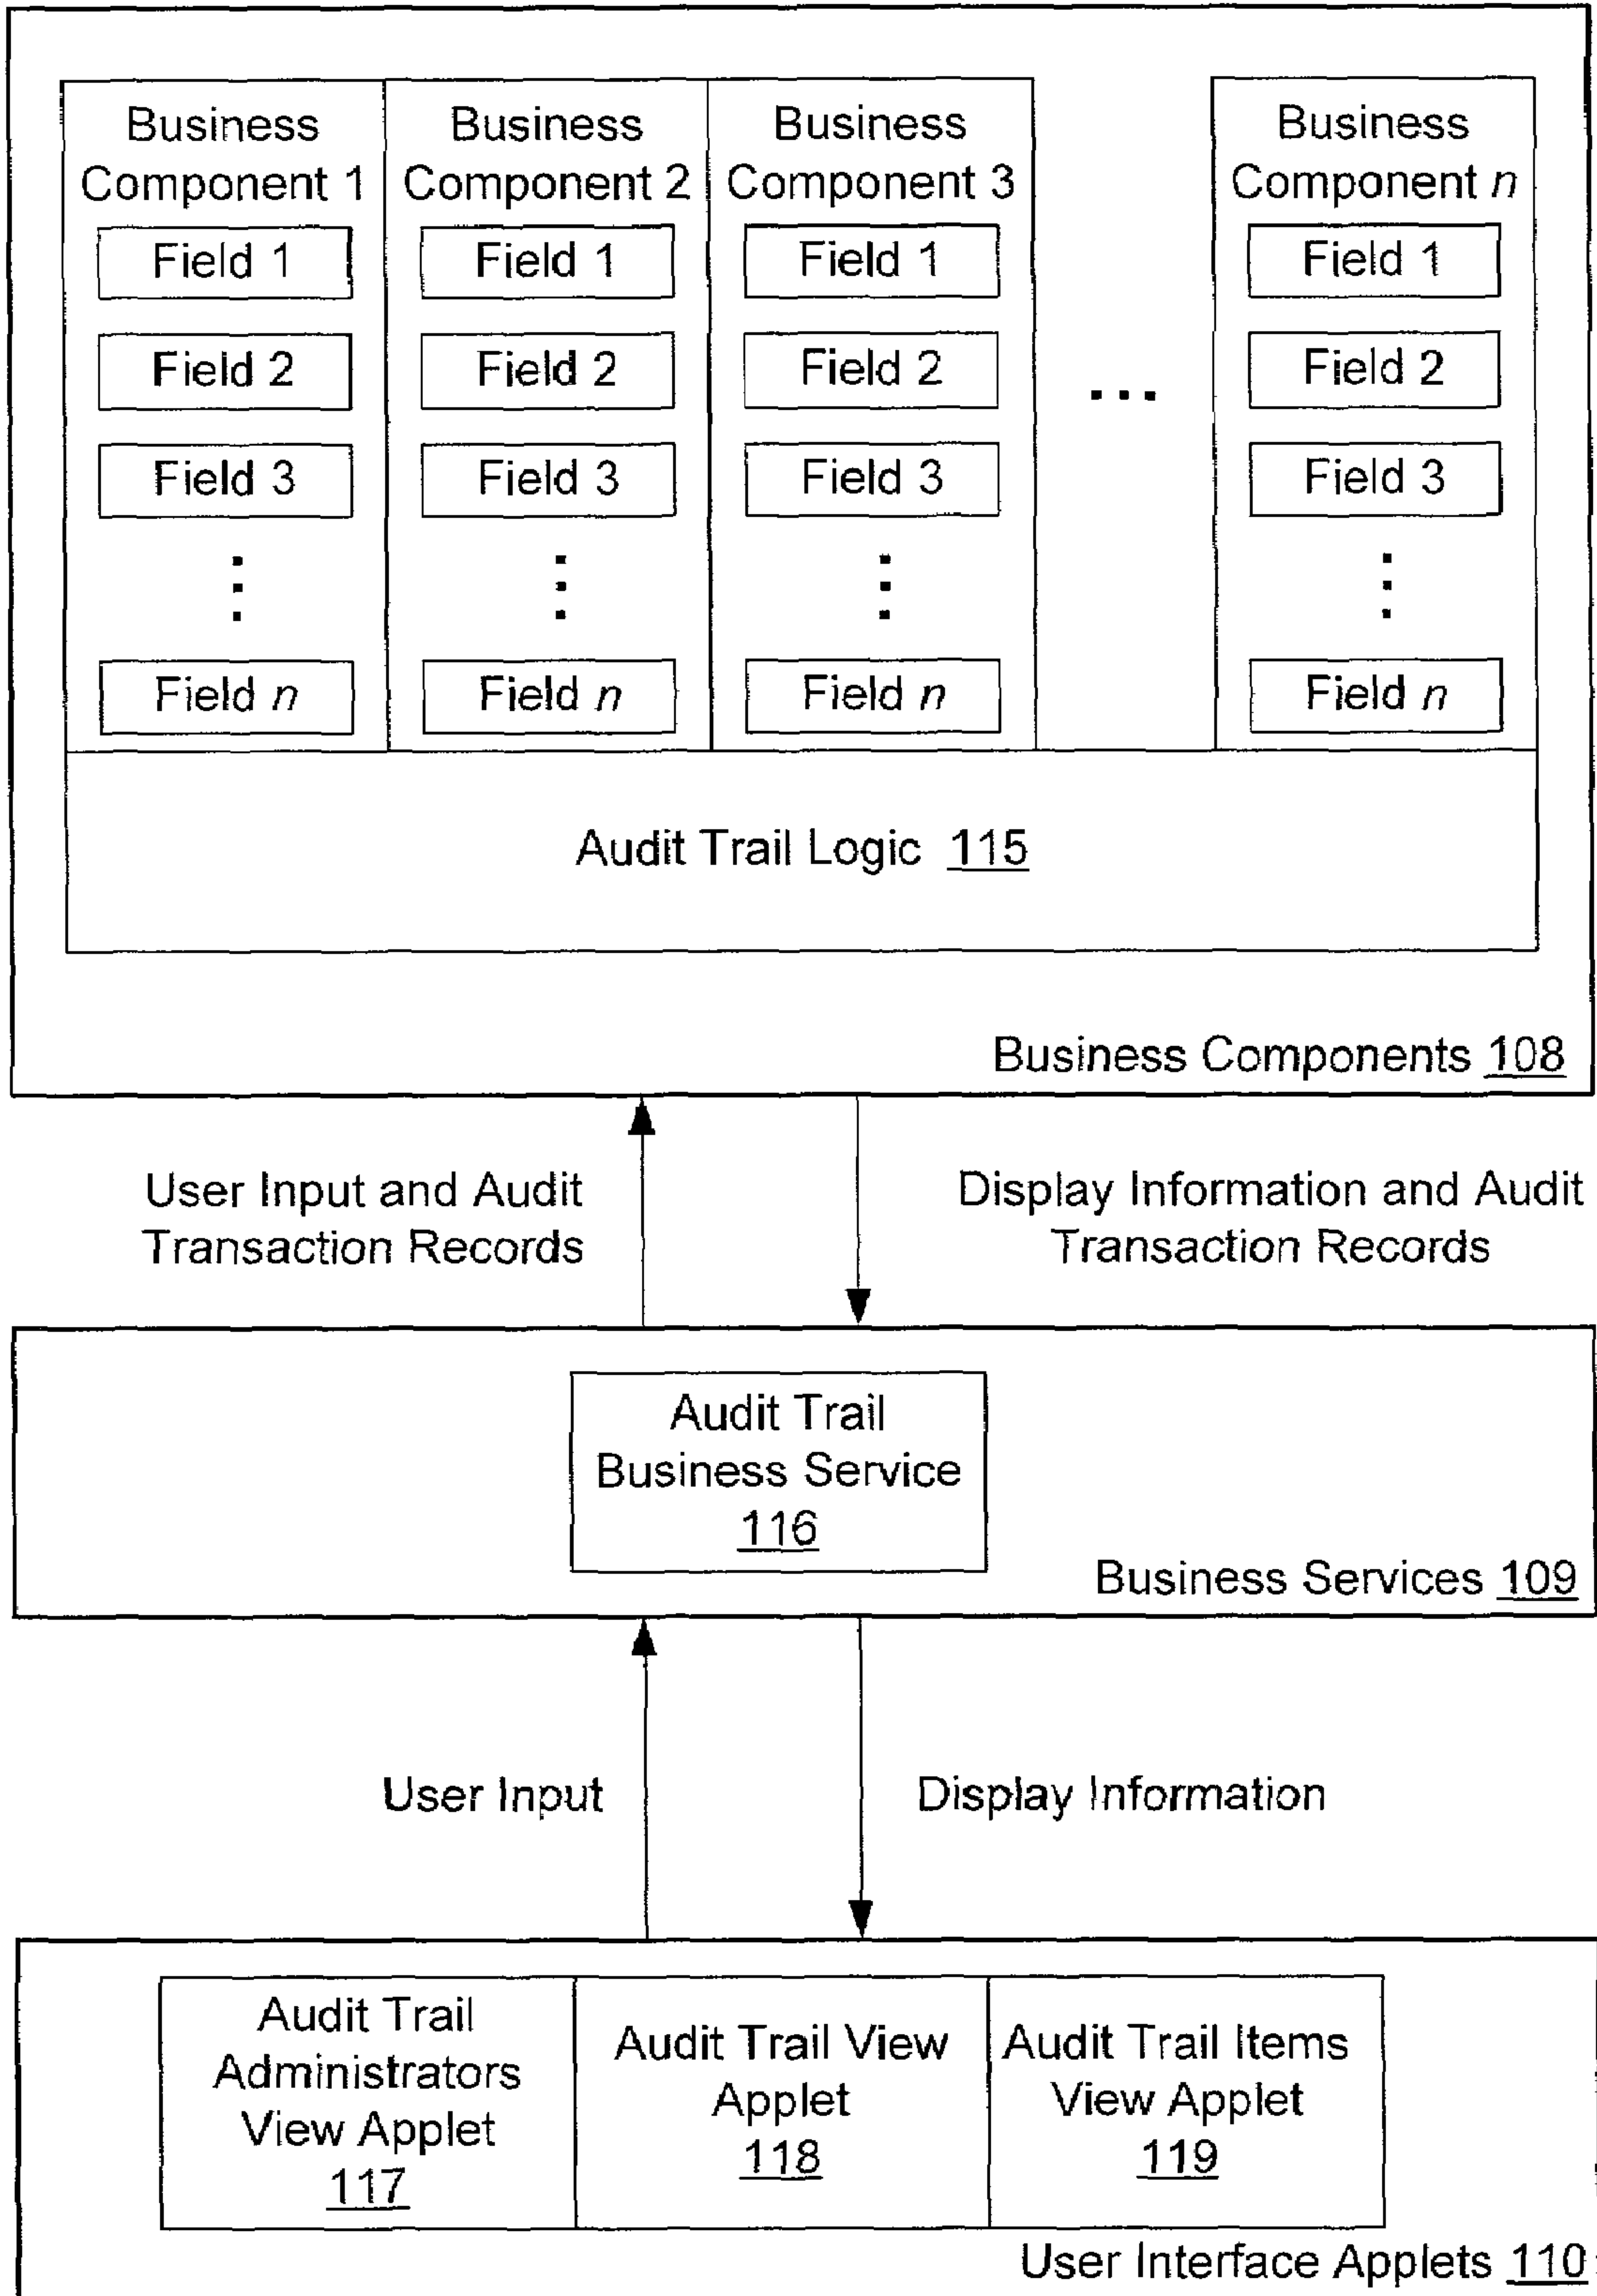 Business
Component 1
Field 1
Field 2
Field 3
Field n
Business
Component 2
Field 1
Field 2
Field 3
Field n
Business
Component 3
Field 1
Field 2
Field 3
Field n
...
Business
Component n
Field 1
Field 2
Field 3
Field n
Audit Trail Logic 115
Business Components 108
User Input and Audit
Transaction Records
Display Information and Audit
Transaction Records
Audit Trail
Business Service
116
Business Services 109
User Input
Display Information
Audit Trail
Administrators
View Applet
117
Audit Trail View
Applet
118
Audit Trail Items
View Applet
119
User Interface Applets 110